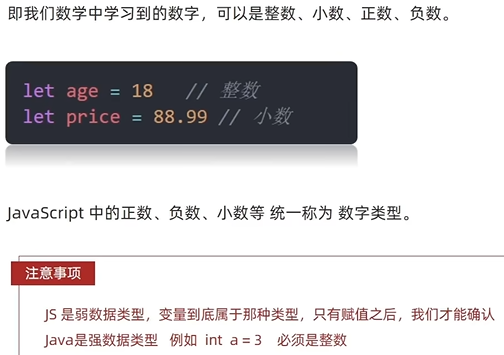 即我们数学中学习到的数字，可以是整数、小数、正数、负数。
let age = 18   // 整数
let price = 88.99 // 小数
JavaScript 中的正数、负数、小数等 统一称为 数字类型。
注意事项
JS 是弱数据类型，变量到底属于那种类型，只有赋值之后，我们才能确认
Java是强数据类型   例如  int  a = 3    必须是整数